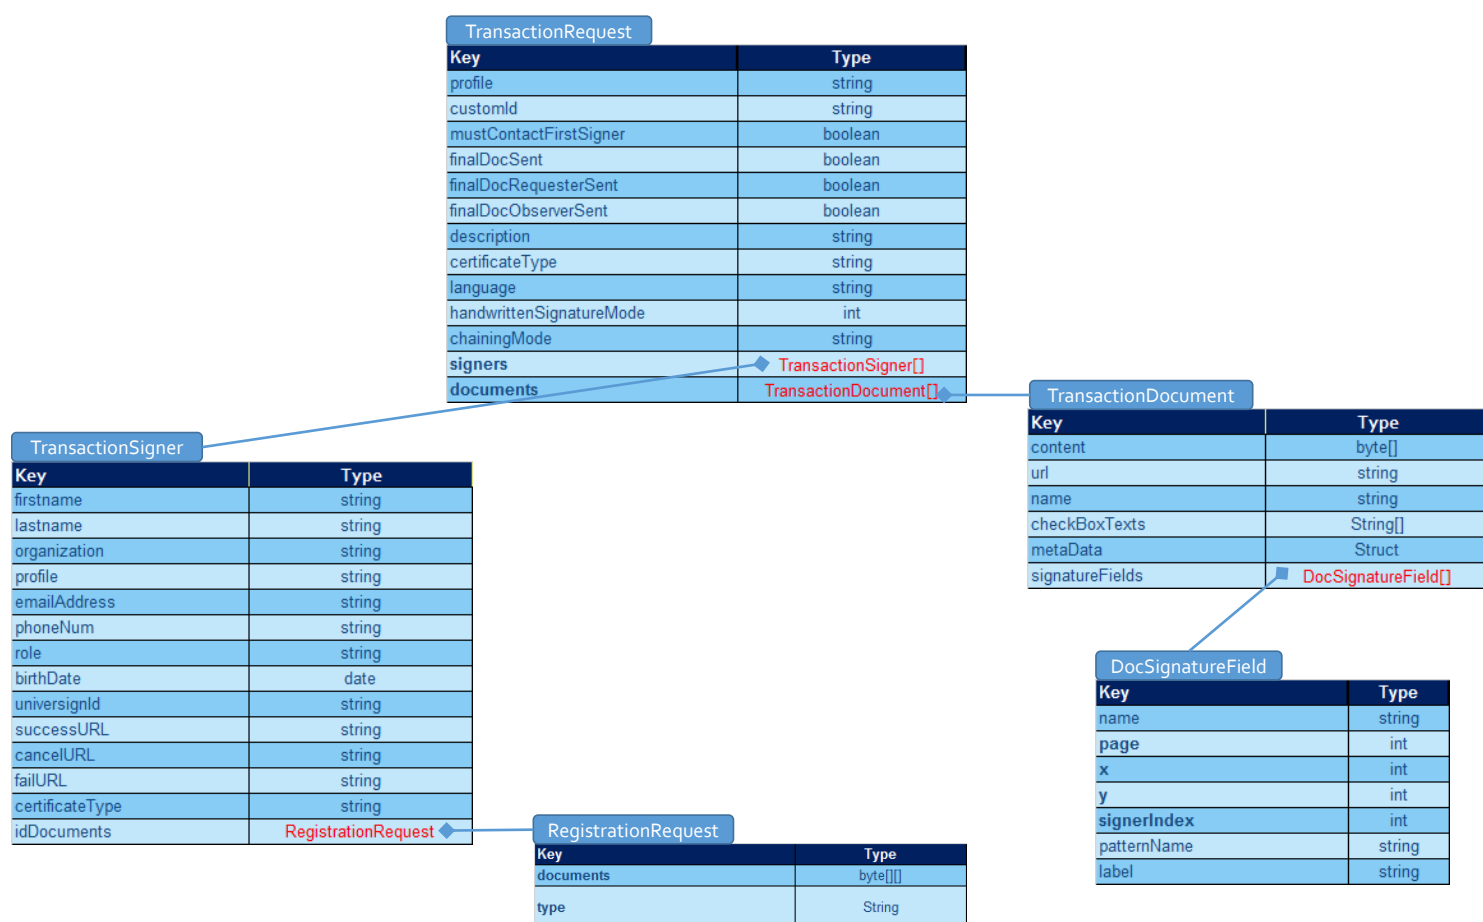 TransactionRequest
Key Type
profile string
customId string
mustContactFirstSigner boolean
finalDocSent boolean
finalDocRequesterSent boolean
finalDocObserverSent boolean
description string
certificateType string
language string
handwrittenSignatureMode int
chainingMode string
signers TransactionSigner[]
documents TransactionDocument[]
TransactionDocument
Key Type
content byte[]
url string
name string
checkBoxTexts String[]
metaData Struct
signatureFields DocSignatureField[]
TransactionSigner
Key Type
firstname string
lastname string
organization string
profile string
emailAddress string
phoneNum string
role string
birthDate date
universignId string
successURL string
cancelURL string
failURL string
certificateType string
idDocuments RegistrationRequest
DocSignatureField
Key Type
name string
page int
x int
y int
signerIndex int
patternName string
label string
RegistrationRequest
Key Type
documents byte[][]
type String